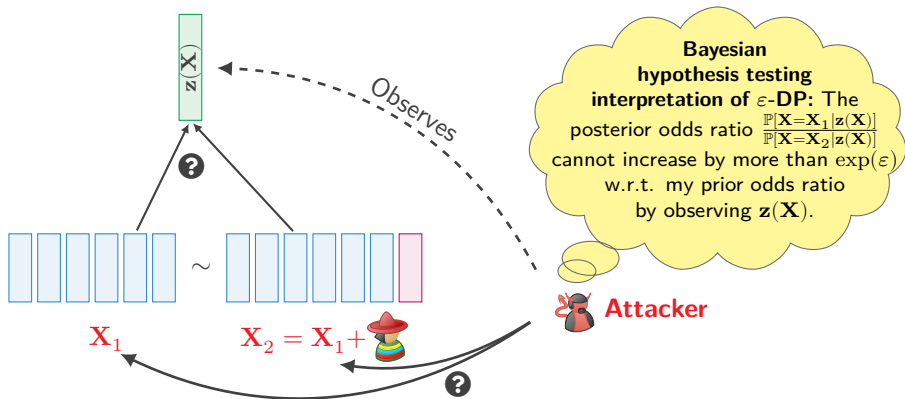 z(X)
Observes
Bayesian
hypothesis testing
interpretation of ε-DP: The
posterior odds ratio ℙ[X=X₁|z(X)] / ℙ[X=X₂|z(X)]
cannot increase by more than exp(ε)
w.r.t. my prior odds ratio
by observing z(X).
?
~
Attacker
X₁
X₂ = X₁+
?